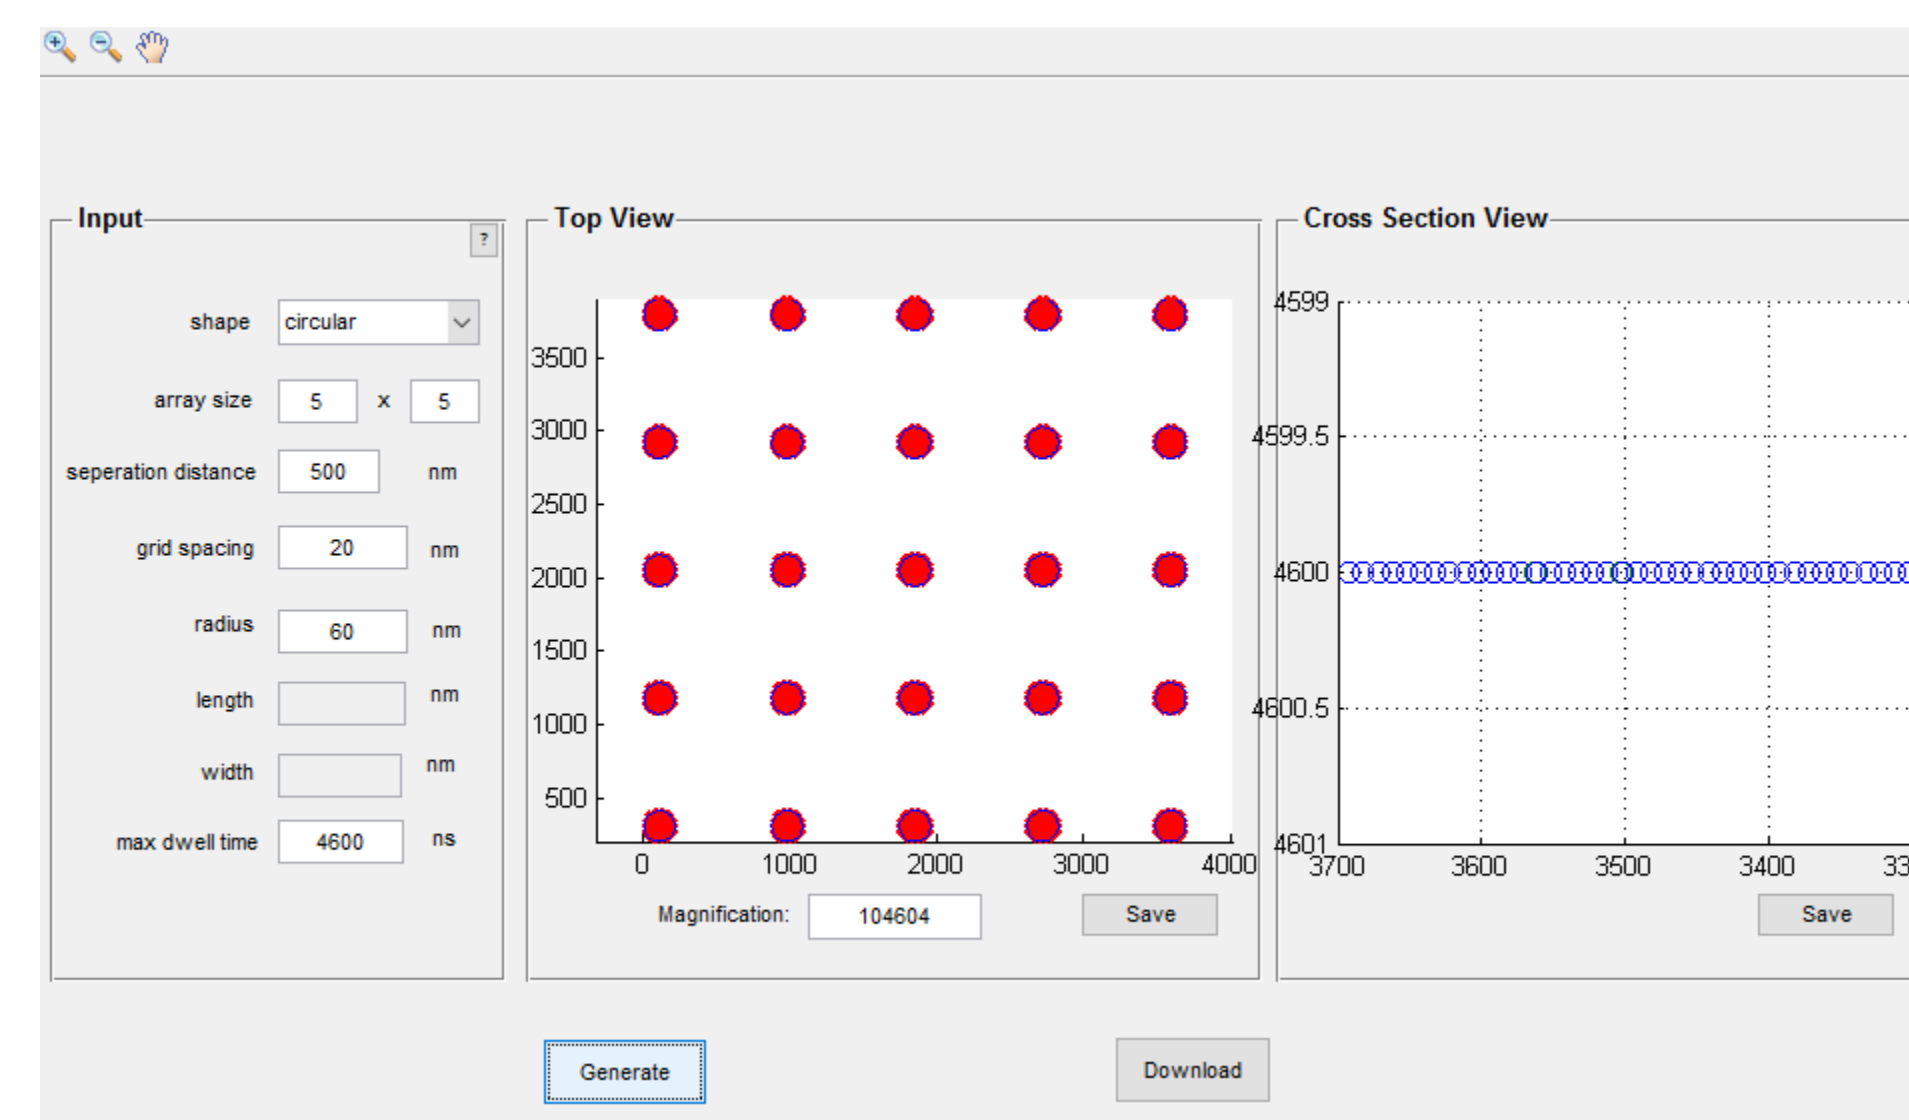 Input
?
shape circular
array size 5 x 5
seperation distance 500 nm
grid spacing 20 nm
radius 60 nm
length nm
width nm
max dwell time 4600 ns
Top View
3500
3000
2500
2000
1500
1000
500
0 1000 2000 3000 4000
Magnification: 104604 Save
Cross Section View
4599
4599.5
4600
4600.5
4601
3700 3600 3500 3400 33
Save
Generate Download